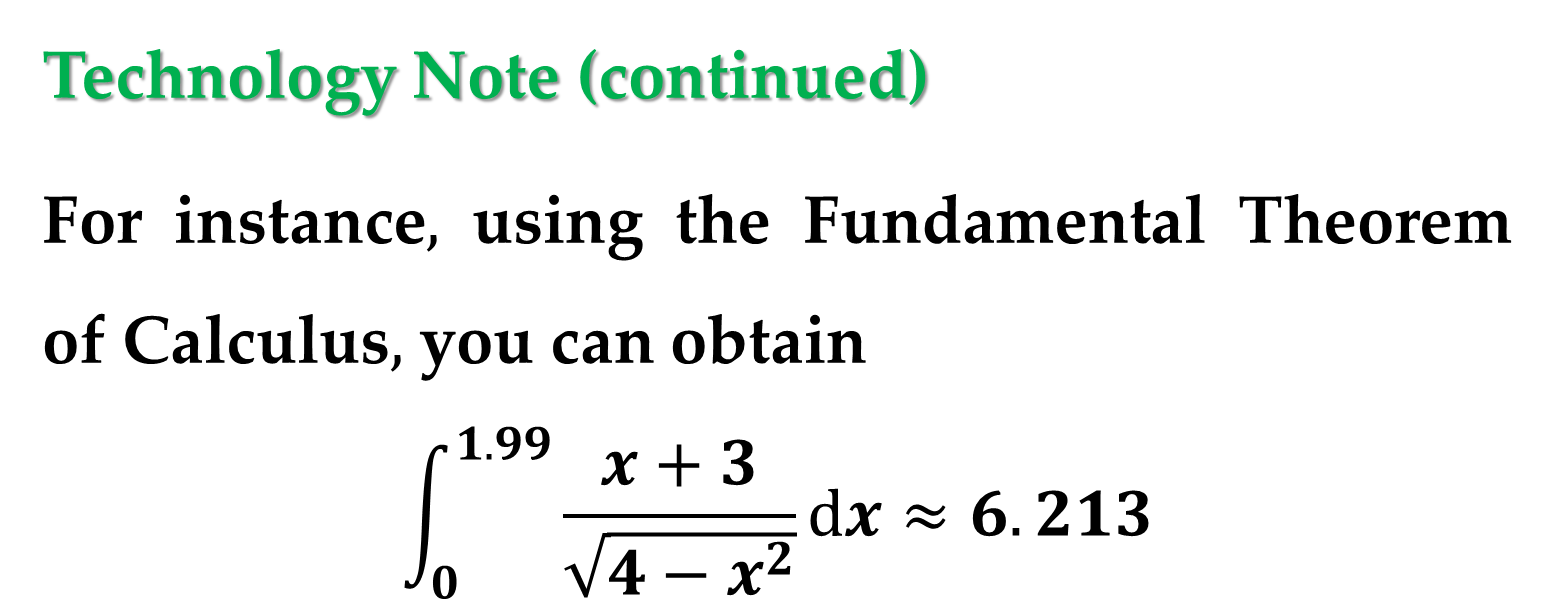 Technology Note (continued)
For instance, using the Fundamental Theorem
of Calculus, you can obtain
∫₀^1.99 (x + 3)/√(4 − x²) dx ≈ 6.213